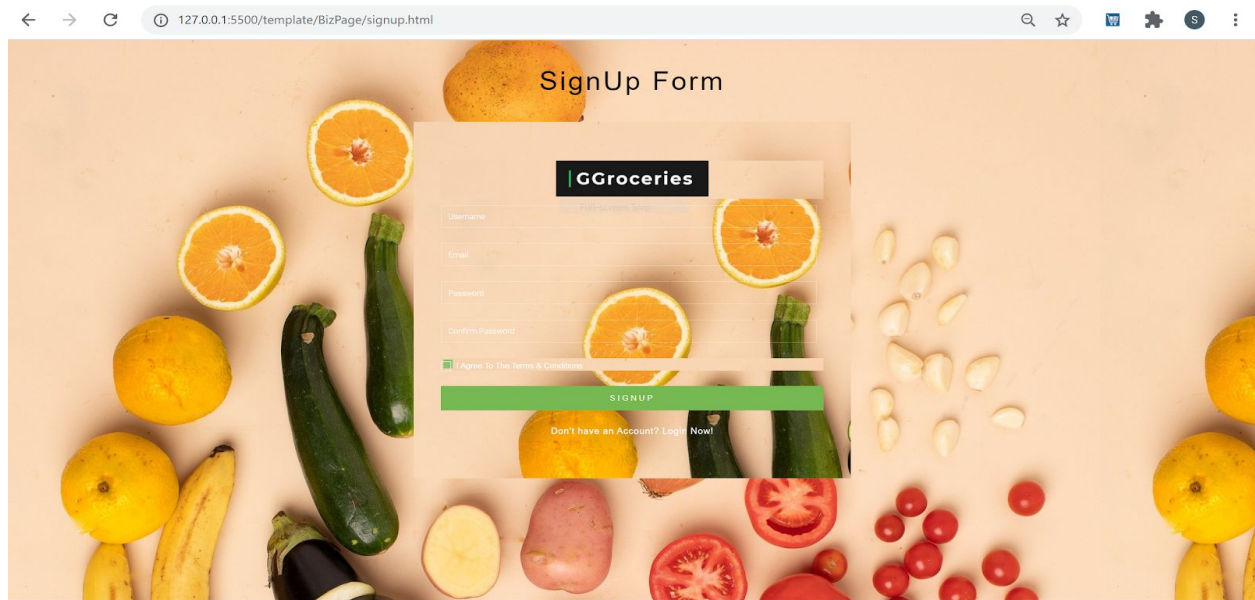 127.0.0.1:5500/template/BizPage/signup.html
S
SignUp Form
GGroceries
Username
Email
Password
Confirm Password
I Agree To The Terms & Conditions
SIGNUP
Don't have an Account? Login Now!